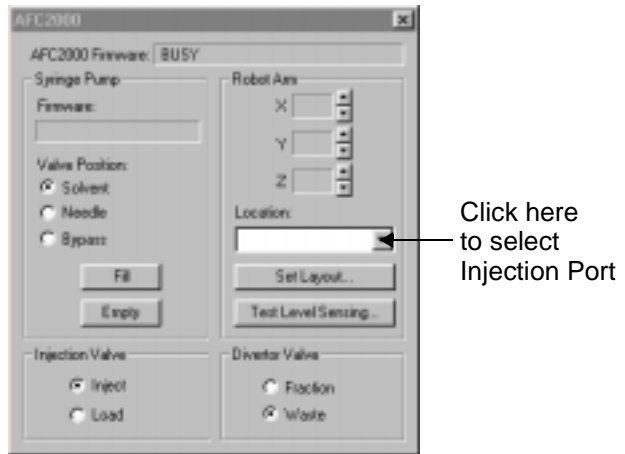 AFC2000
AFC2000 Firmware: BUSY
Syringe Pump
Firmware:
Valve Position:
Solvent
Needle
Bypass
Fill
Empty
Robot Arm
X
Y
Z
Location:
Set Layout...
Test Level Sensing...
Click here
to select
Injection Port
Injection Valve
Inject
Load
Divertor Valve
Fraction
Waste